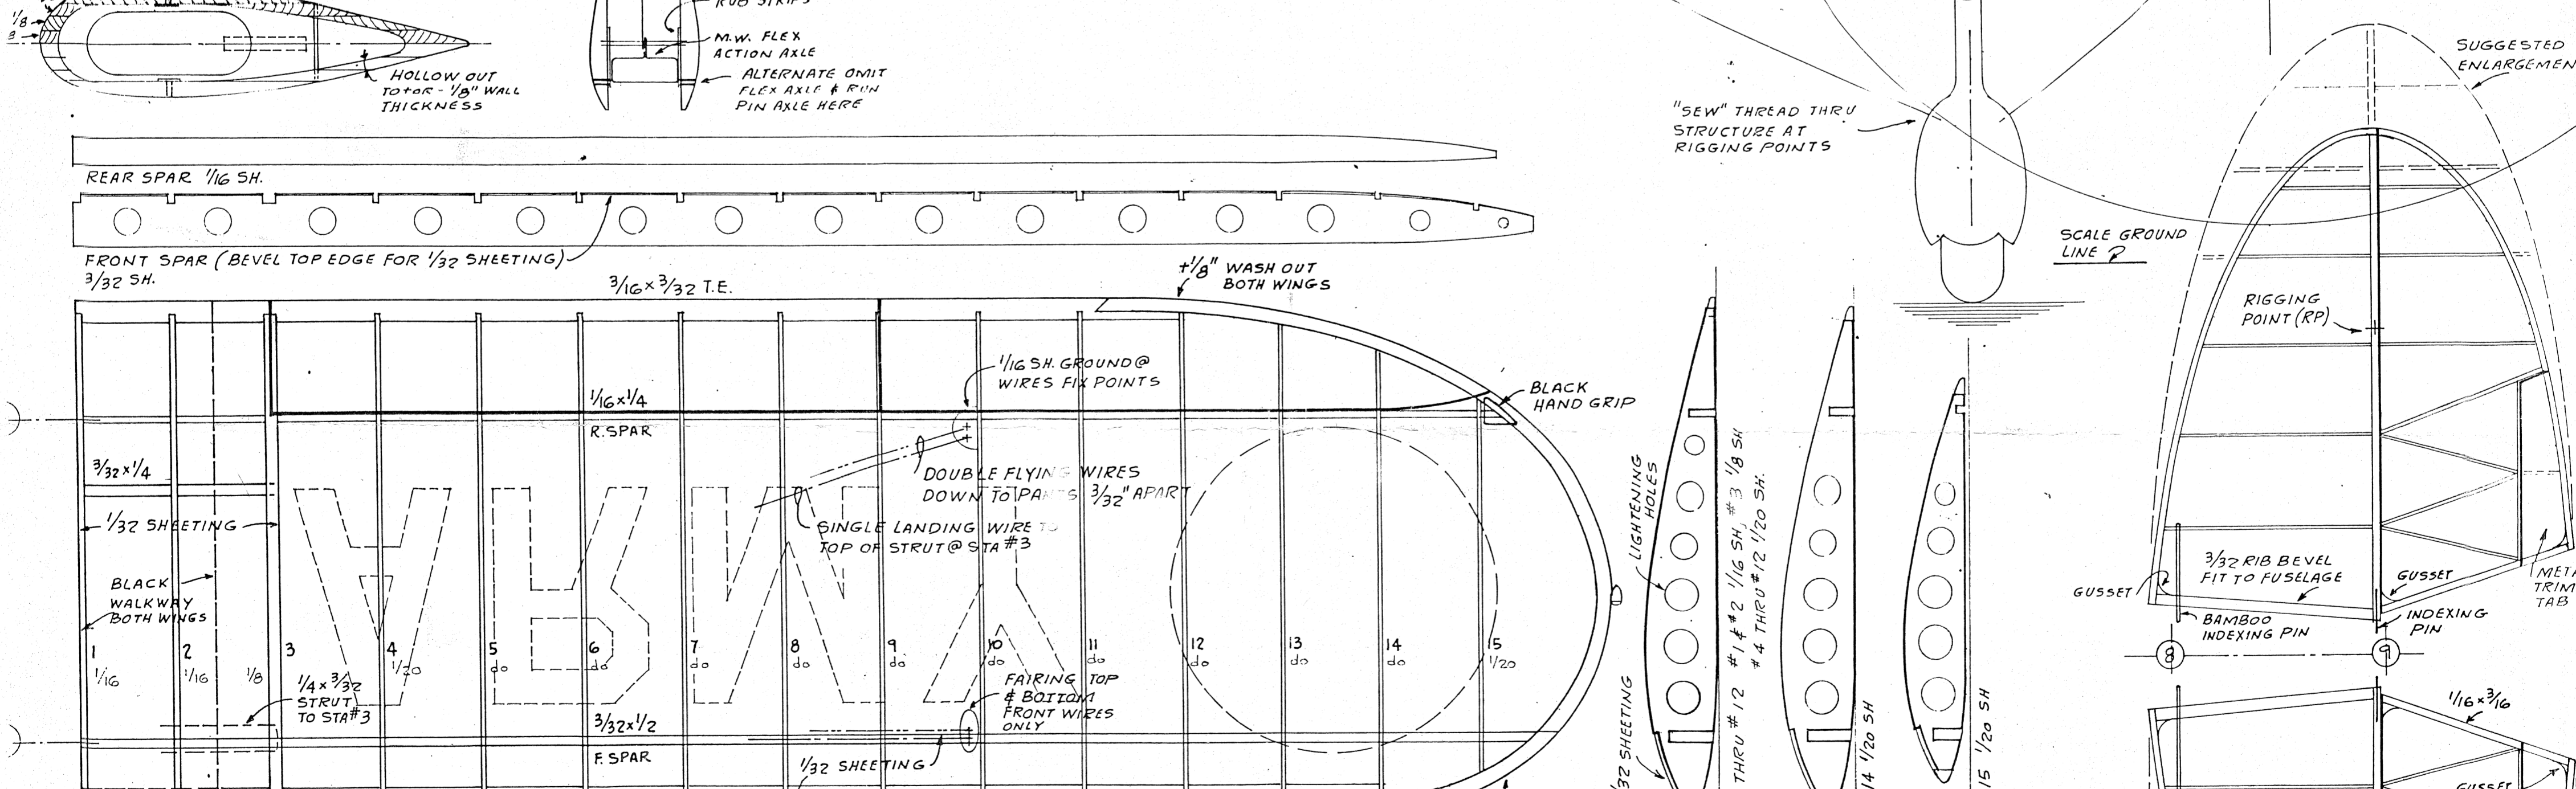 1/8
RUB STRIPS
M.W. FLEX
ACTION AXLE
HOLLOW OUT
TO + OR - 1/8" WALL
THICKNESS
ALTERNATE OMIT
FLEX AXLE & RUN
PIN AXLE HERE
SUGGESTED
"SEW" THREAD THRU
STRUCTURE AT
RIGGING POINTS
REAR SPAR 1/16 SH.
FRONT SPAR (BEVEL TOP EDGE FOR 1/32 SHEETING)
3/32 SH.
SCALE GROUND
LINE
3/16 x 3/32 T.E.
+1/8" WASH OUT
BOTH WINGS
RIGGING
POINT (RP)
1/16 SH. GROUND @
WIRES FIX POINTS
BLACK
HAND GRIP
1/16 x 1/4
R. SPAR
3/32 x 1/4
DOUBLE FLYING WIRES
DOWN TO PANTS 3/32" APART
1/32 SHEETING
SINGLE LANDING WIRE TO
TOP OF STRUT @ STA #3
LIGHTENING
HOLES
#1 & #2 1/16 SH, #3 1/8 SH
#4 THRU #12 1/20 SH.
BLACK
WALKWAY
BOTH WINGS
3/32 RIB BEVEL
FIT TO FUSELAGE
GUSSET
GUSSET
TRIM
TAB
BAMBOO
INDEXING PIN
INDEXING
PIN
1 2 3 4 5 6 7 8 9 10 11 12 13 14 15
1/16 1/16 1/8 1/20 do do do do do do do do do do 1/20
8 9
1/4 x 3/32
STRUT
TO STA #3
FAIRING TOP
& BOTTOM
FRONT WIRES
ONLY
3/32 x 1/2
F. SPAR
1/32 SHEETING
/32 SHEETING
THRU #12
14 1/20 SH
15 1/20 SH
1/16 x 3/16
GUSSET